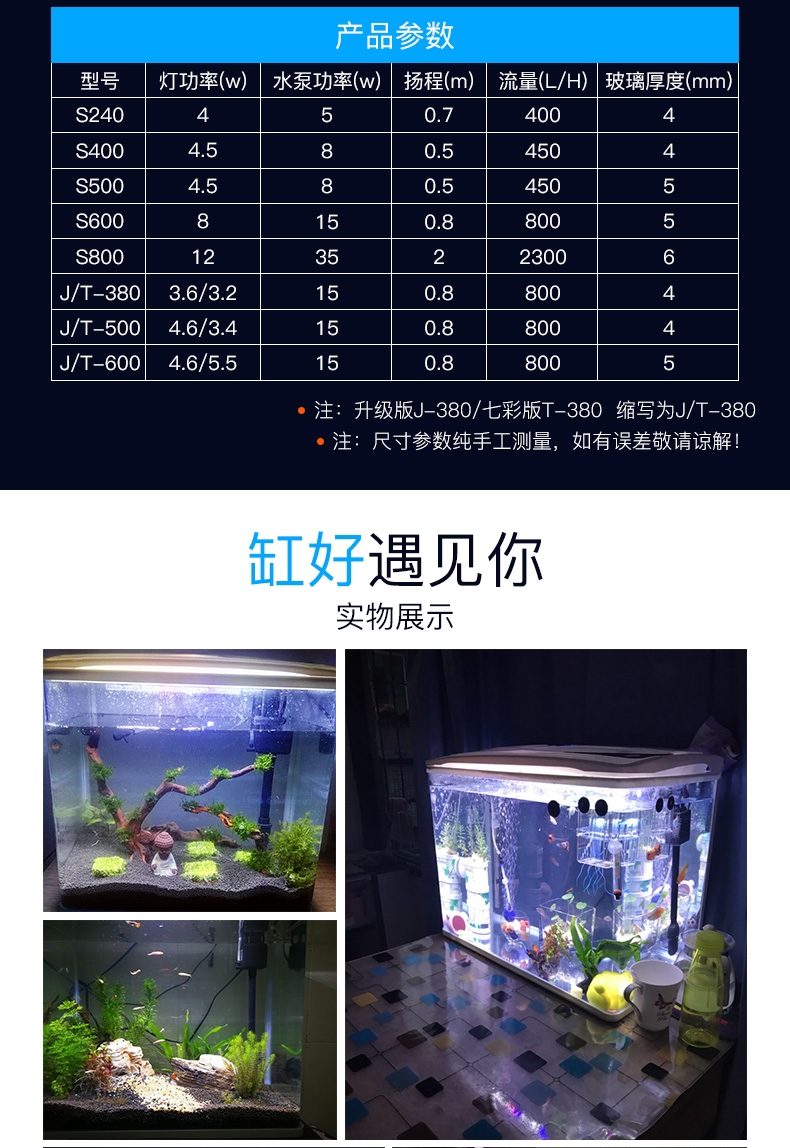 产品参数
型号 灯功率(w) 水泵功率(w) 扬程(m) 流量(L/H) 玻璃厚度(mm)
S240 4 5 0.7 400 4
S400 4.5 8 0.5 450 4
S500 4.5 8 0.5 450 5
S600 8 15 0.8 800 5
S800 12 35 2 2300 6
J/T-380 3.6/3.2 15 0.8 800 4
J/T-500 4.6/3.4 15 0.8 800 4
J/T-600 4.6/5.5 15 0.8 800 5
• 注：升级版J-380/七彩版T-380 缩写为J/T-380
• 注：尺寸参数纯手工测量，如有误差敬请谅解！
缸好遇见你
实物展示